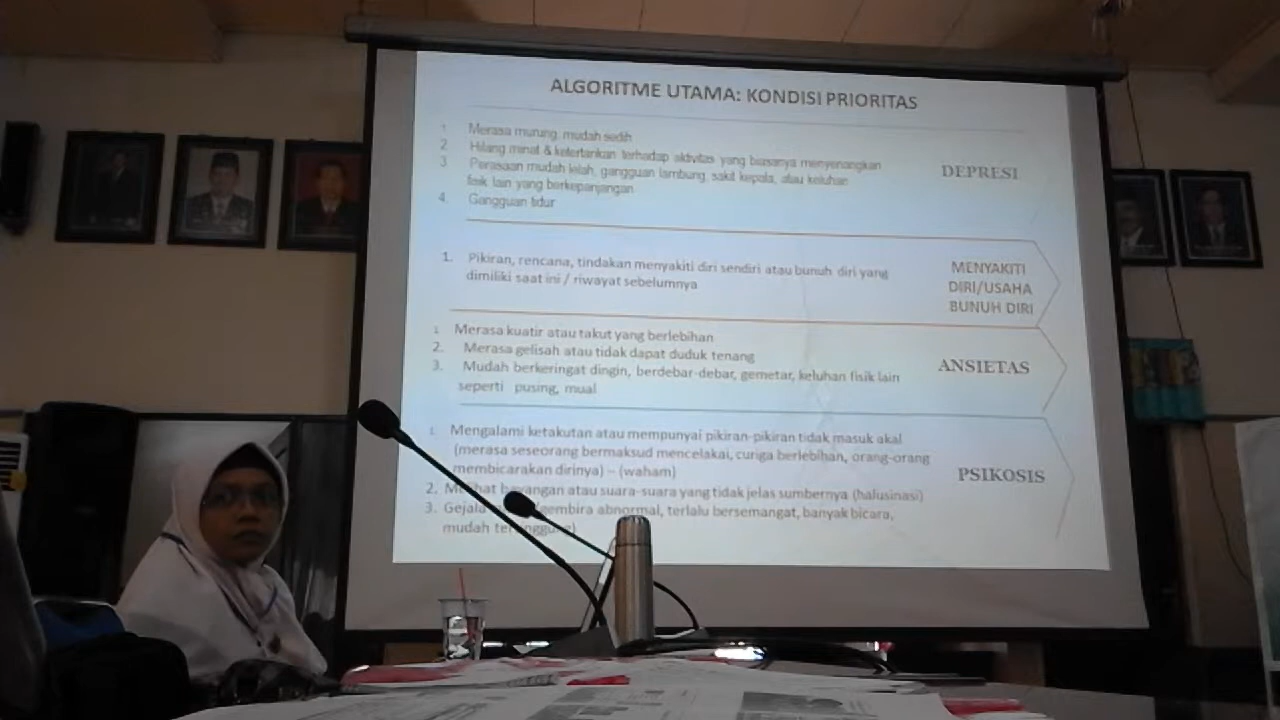 ALGORITME UTAMA: KONDISI PRIORITAS
1. Merasa murung, mudah sedih
2. Hilang minat & ketertarikan terhadap aktivitas yang biasanya menyenangkan
3. Perasaan mudah lelah, gangguan lambung, sakit kepala, atau keluhan
fisik lain yang berkepanjangan
4. Gangguan tidur
DEPRESI
1. Pikiran, rencana, tindakan menyakiti diri sendiri atau bunuh diri yang
dimiliki saat ini / riwayat sebelumnya
MENYAKITI
DIRI/USAHA
BUNUH DIRI
1. Merasa kuatir atau takut yang berlebihan
2. Merasa gelisah atau tidak dapat duduk tenang
3. Mudah berkeringat dingin, berdebar-debar, gemetar, keluhan fisik lain
seperti pusing, mual
ANSIETAS
1. Mengalami ketakutan atau mempunyai pikiran-pikiran tidak masuk akal
(merasa seseorang bermaksud mencelakai, curiga berlebihan, orang-orang
membicarakan dirinya) – (waham)
2. atau suara-suara yang tidak jelas sumbernya (halusinasi)
3. Gejala abnormal, terlalu bersemangat, banyak bicara,
mudah
PSIKOSIS